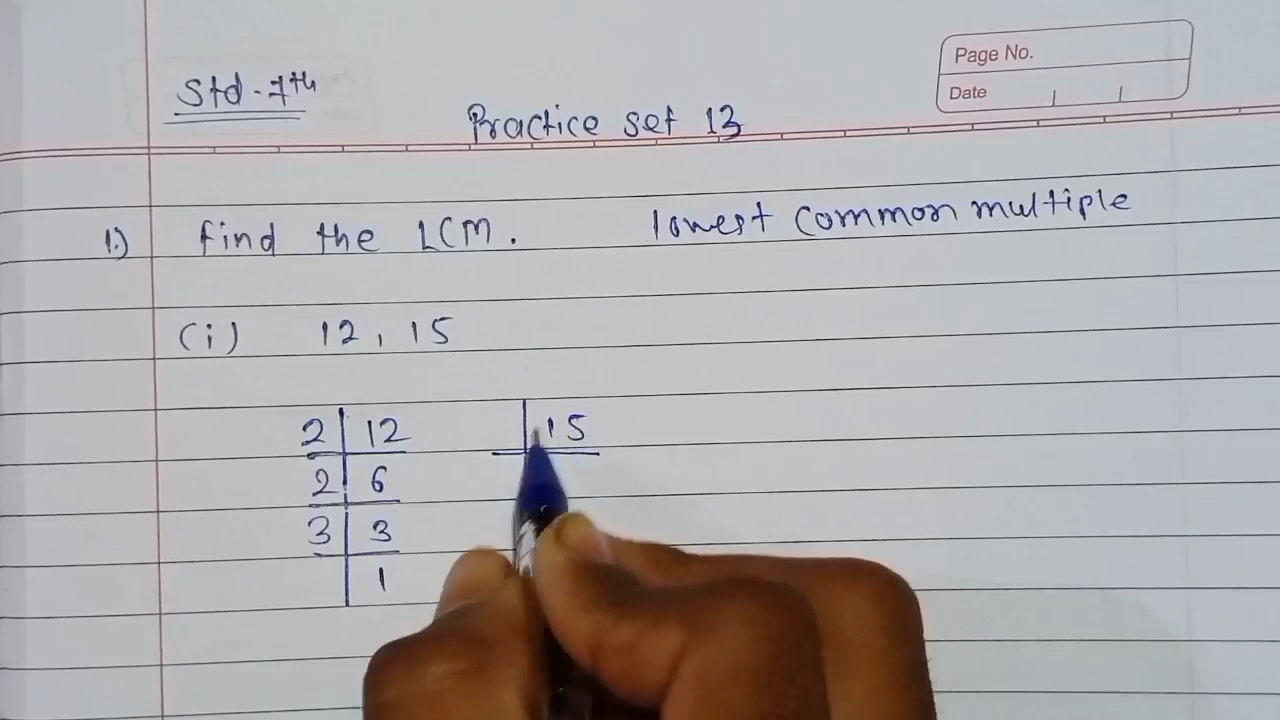 Page No.
Date
Std - 7th
Practice set 13
1.) find the LCM. lowest common multiple
(i) 12, 15
2 12 15
2 6
3 3
1